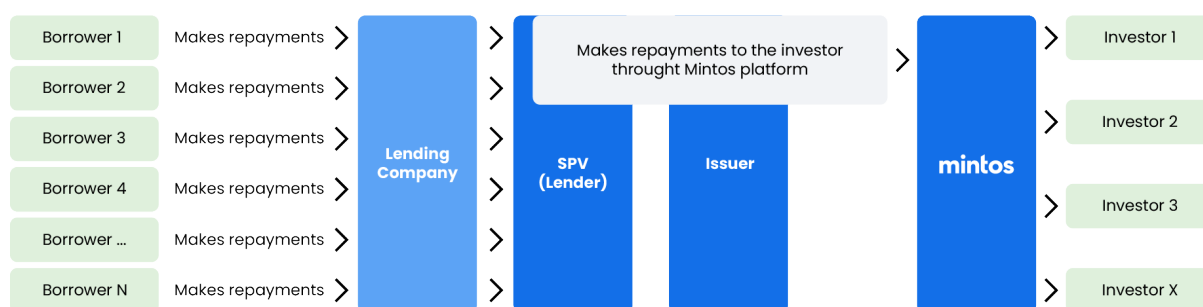 Borrower 1
Makes repayments
Borrower 2
Makes repayments
Borrower 3
Makes repayments
Borrower 4
Makes repayments
Borrower ...
Makes repayments
Borrower N
Makes repayments
Lending
Company
SPV
(Lender)
Makes repayments to the investor
throught Mintos platform
Issuer
mintos
Investor 1
Investor 2
Investor 3
Investor X